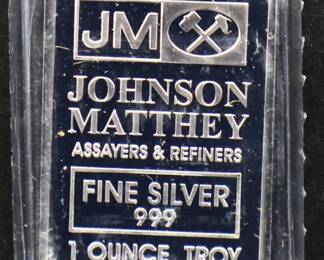 JM
JOHNSON
MATTHEY
ASSAYERS & REFINERS
FINE SILVER
999
1 OUNCE TROY